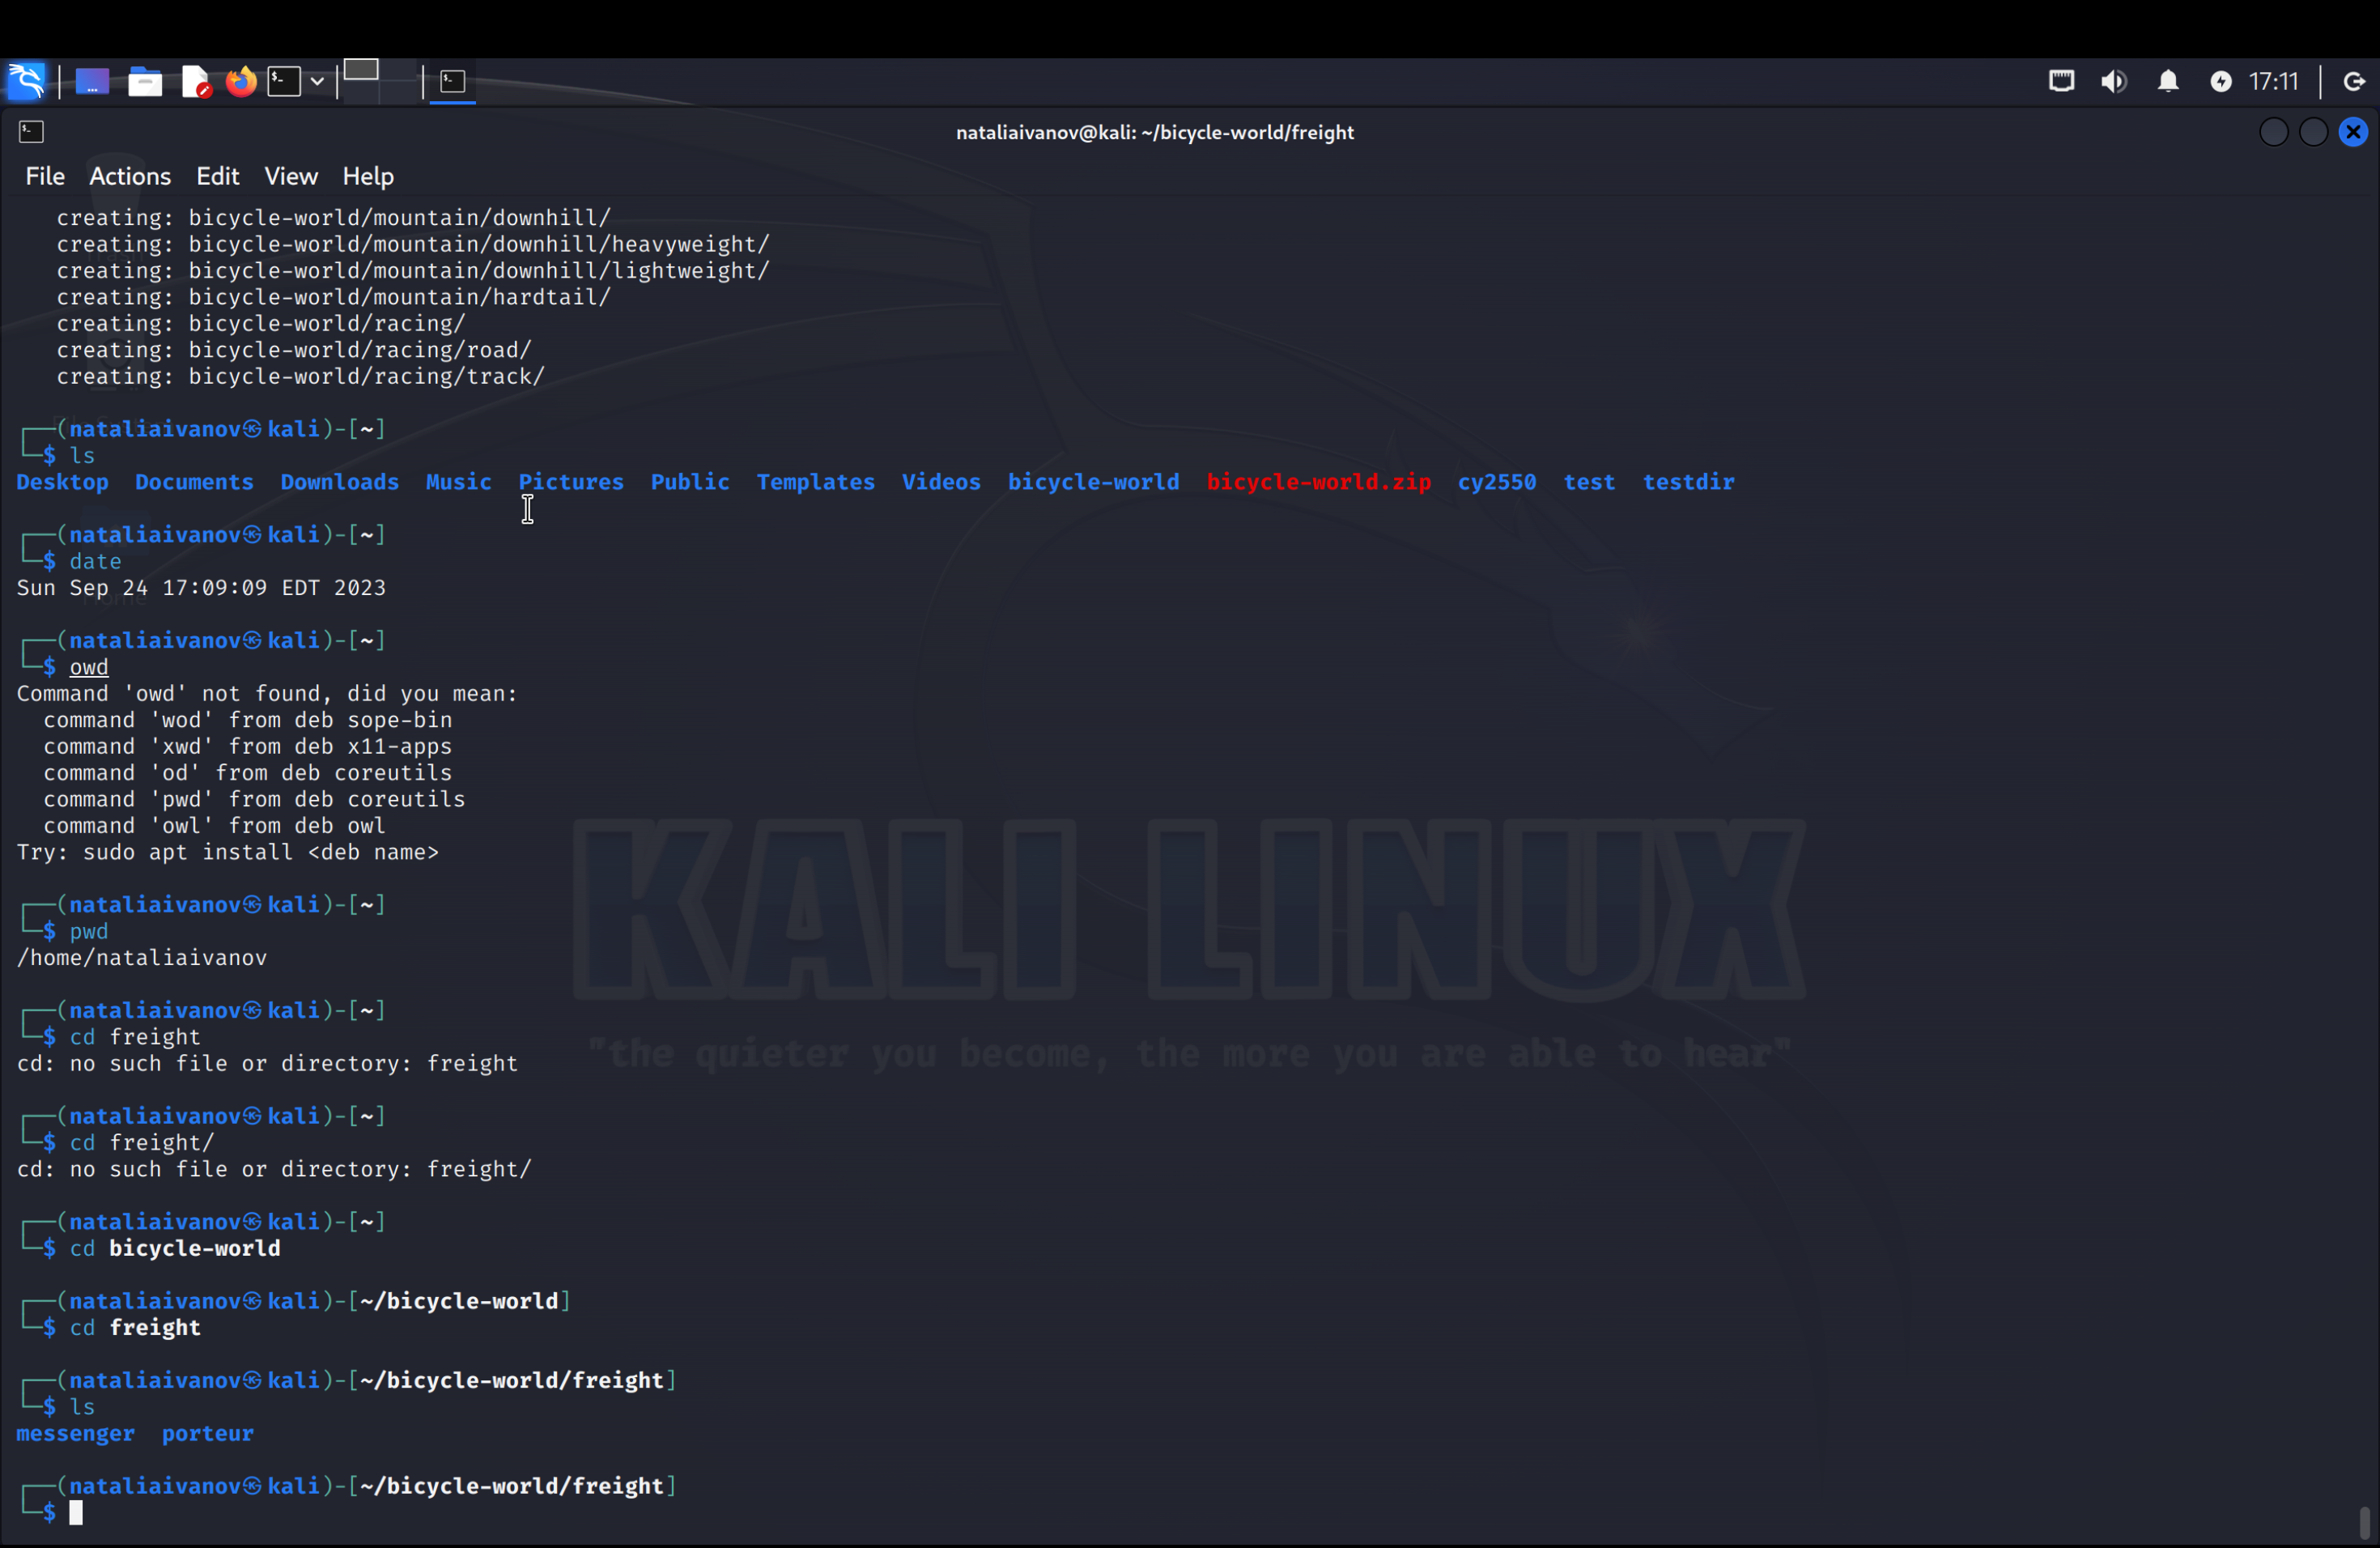 17:11
nataliaivanov@kali: ~/bicycle-world/freight
File Actions Edit View Help
creating: bicycle-world/mountain/downhill/
creating: bicycle-world/mountain/downhill/heavyweight/
creating: bicycle-world/mountain/downhill/lightweight/
creating: bicycle-world/mountain/hardtail/
creating: bicycle-world/racing/
creating: bicycle-world/racing/road/
creating: bicycle-world/racing/track/
┌──(nataliaivanov㉿kali)-[~]
└─$ ls
Desktop Documents Downloads Music Pictures Public Templates Videos bicycle-world bicycle-world.zip cy2550 test testdir
┌──(nataliaivanov㉿kali)-[~]
└─$ date
Sun Sep 24 17:09:09 EDT 2023
Home
┌──(nataliaivanov㉿kali)-[~]
└─$ owd
Command 'owd' not found, did you mean:
command 'wod' from deb sope-bin
command 'xwd' from deb x11-apps
command 'od' from deb coreutils
command 'pwd' from deb coreutils
command 'owl' from deb owl
Try: sudo apt install <deb name>
┌──(nataliaivanov㉿kali)-[~]
└─$ pwd
/home/nataliaivanov
KALI LINUX
┌──(nataliaivanov㉿kali)-[~]
└─$ cd freight
cd: no such file or directory: freight
"the quieter you become, the more you are able to hear"
┌──(nataliaivanov㉿kali)-[~]
└─$ cd freight/
cd: no such file or directory: freight/
┌──(nataliaivanov㉿kali)-[~]
└─$ cd bicycle-world
┌──(nataliaivanov㉿kali)-[~/bicycle-world]
└─$ cd freight
┌──(nataliaivanov㉿kali)-[~/bicycle-world/freight]
└─$ ls
messenger porteur
┌──(nataliaivanov㉿kali)-[~/bicycle-world/freight]
└─$